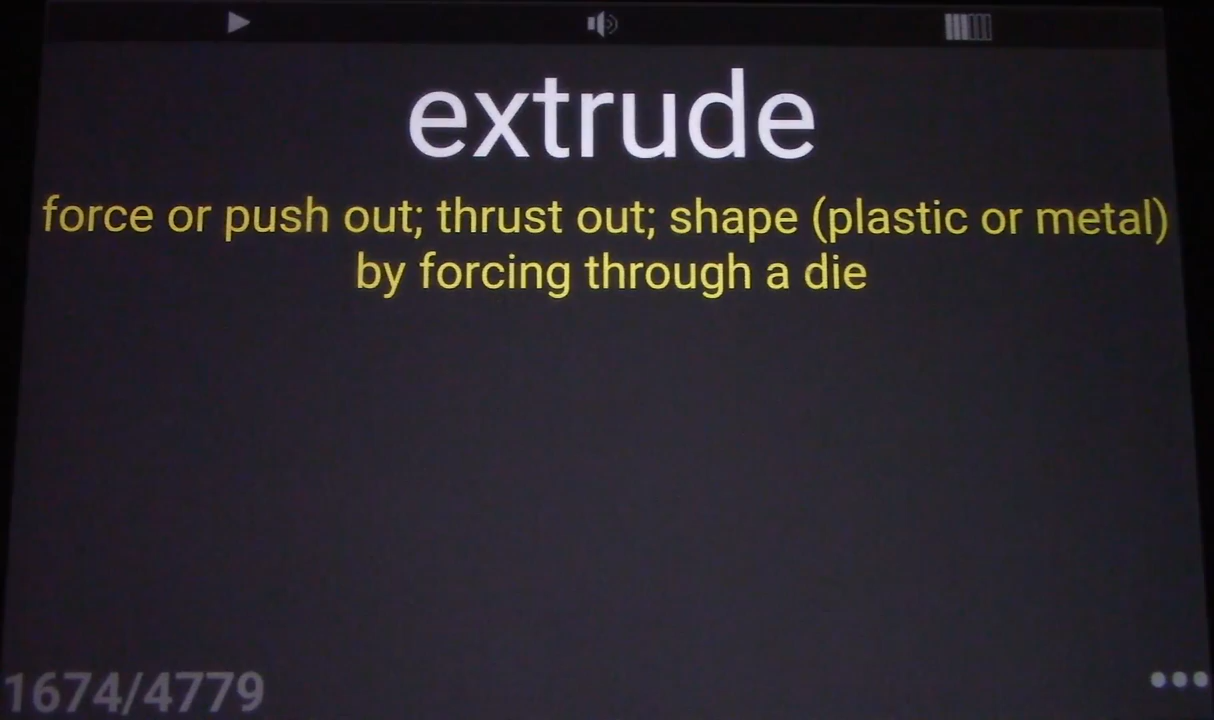 extrude
force or push out; thrust out; shape (plastic or metal)
by forcing through a die
1674/4779